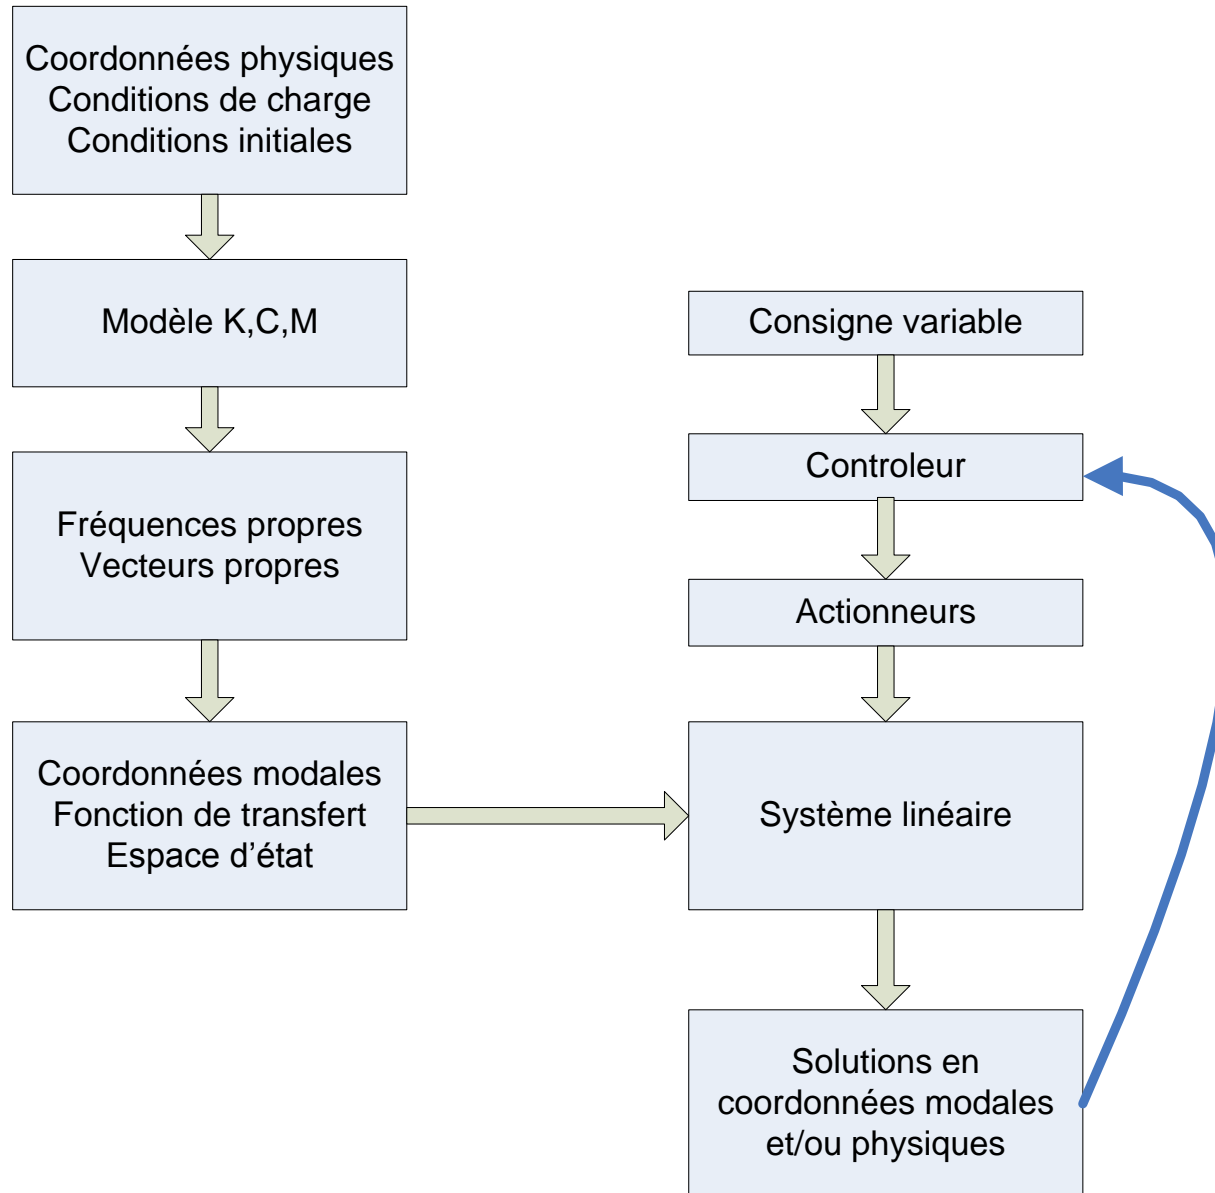 Coordonnées physiques
Conditions de charge
Conditions initiales
Modèle K,C,M
Fréquences propres
Vecteurs propres
Coordonnées modales
Fonction de transfert
Espace d'état
Consigne variable
Controleur
Actionneurs
Système linéaire
Solutions en
coordonnées modales
et/ou physiques